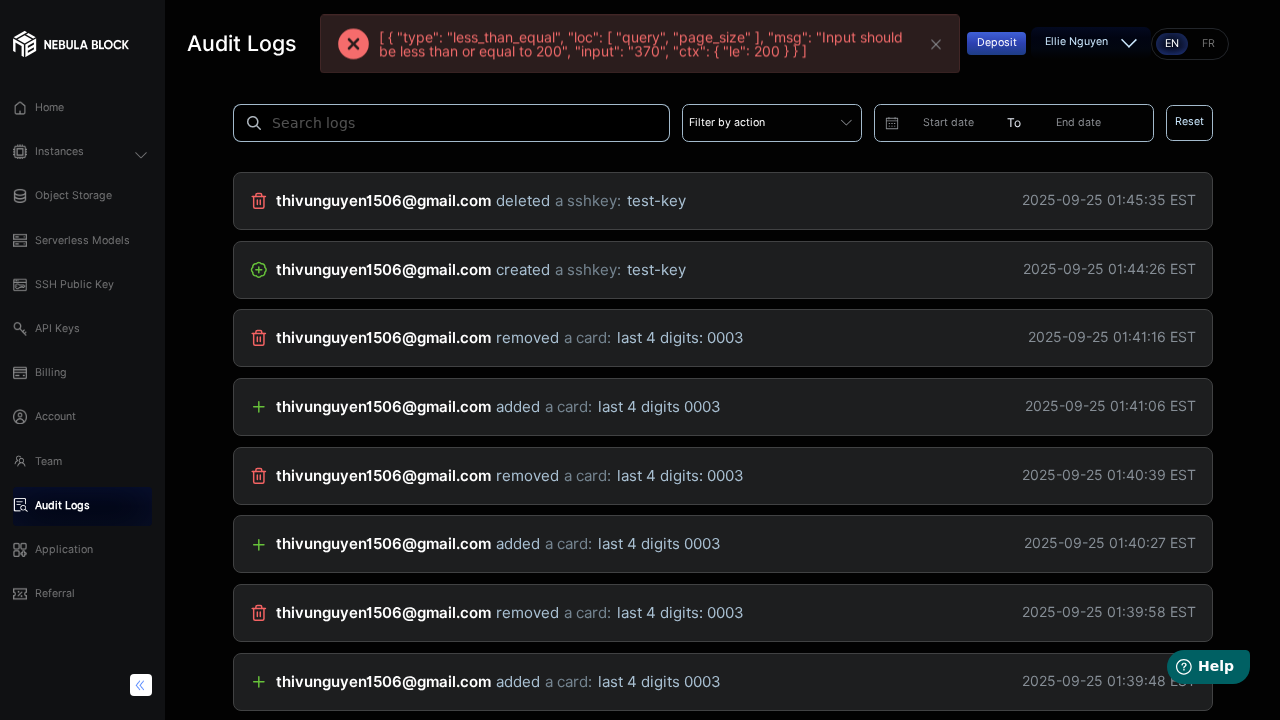 NEBULA BLOCK
Audit Logs
[ { "type": "less_than_equal", "loc": [ "query", "page_size" ], "msg": "Input should
be less than or equal to 200", "input": "370", "ctx": { "le": 200 } } ]
Deposit
Ellie Nguyen
EN
FR
Home
Instances
Object Storage
Serverless Models
SSH Public Key
API Keys
Billing
Account
Team
Audit Logs
Application
Referral
Search logs
Filter by action
Start date
To
End date
Reset
thivunguyen1506@gmail.com deleted a sshkey: test-key 2025-09-25 01:45:35 EST
thivunguyen1506@gmail.com created a sshkey: test-key 2025-09-25 01:44:26 EST
thivunguyen1506@gmail.com removed a card: last 4 digits: 0003 2025-09-25 01:41:16 EST
thivunguyen1506@gmail.com added a card: last 4 digits 0003 2025-09-25 01:41:06 EST
thivunguyen1506@gmail.com removed a card: last 4 digits: 0003 2025-09-25 01:40:39 EST
thivunguyen1506@gmail.com added a card: last 4 digits 0003 2025-09-25 01:40:27 EST
thivunguyen1506@gmail.com removed a card: last 4 digits: 0003 2025-09-25 01:39:58 EST
thivunguyen1506@gmail.com added a card: last 4 digits 0003 2025-09-25 01:39:48 EST
Help